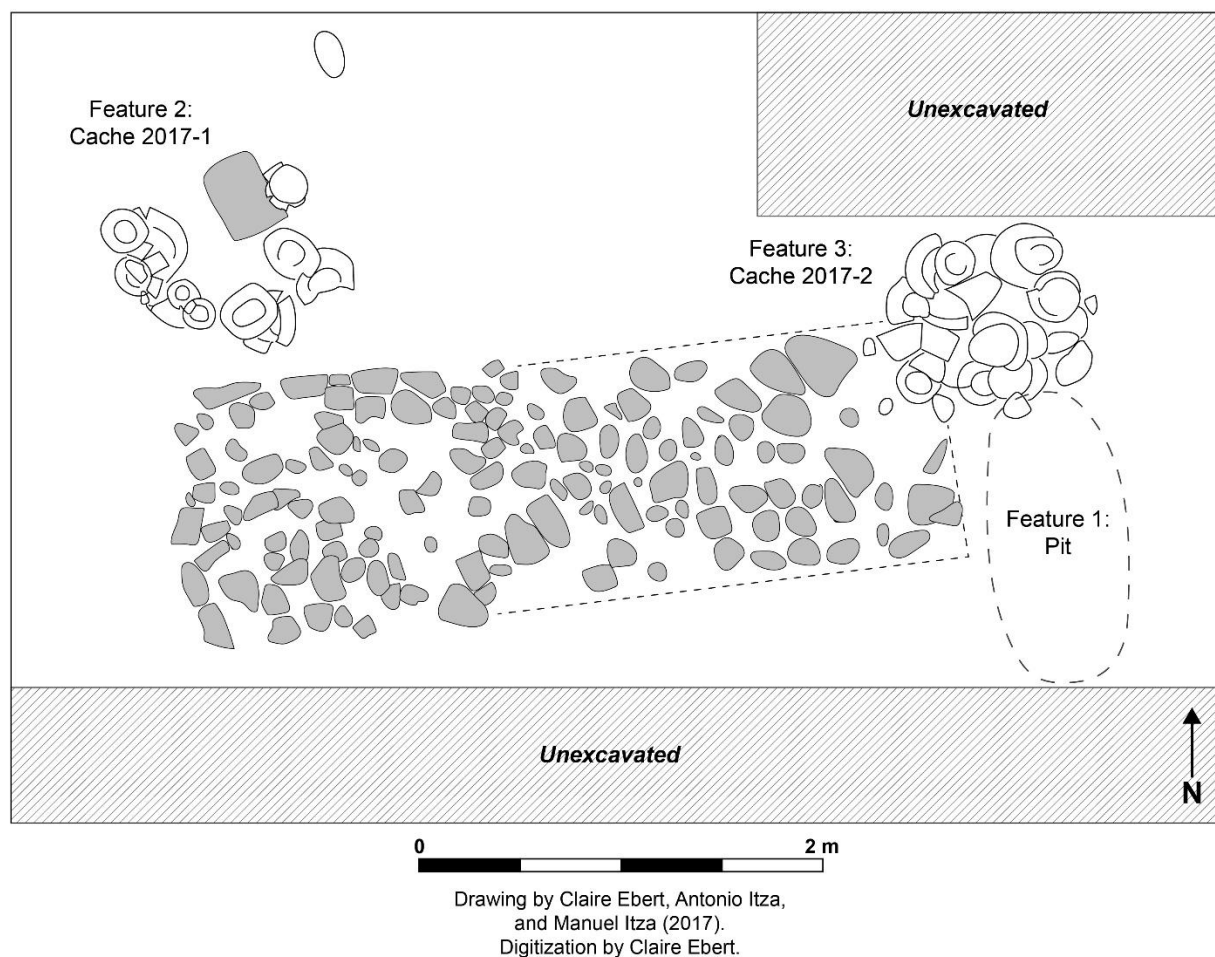 Feature 2:
Cache 2017-1
Unexcavated
Feature 3:
Cache 2017-2
Feature 1:
Pit
Unexcavated
N
0
2 m
Drawing by Claire Ebert, Antonio Itza,
and Manuel Itza (2017).
Digitization by Claire Ebert.